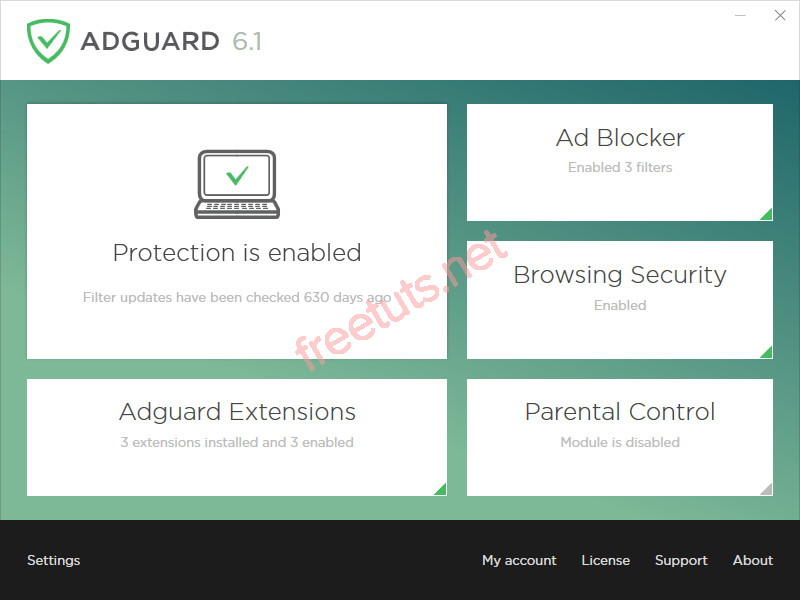 ADGUARD 6.1
Protection is enabled
Filter updates have been checked 630 days ago
Ad Blocker
Enabled 3 filters
Browsing Security
Enabled
Adguard Extensions
3 extensions installed and 3 enabled
Parental Control
Module is disabled
freetuts.net
Settings
My account License Support About